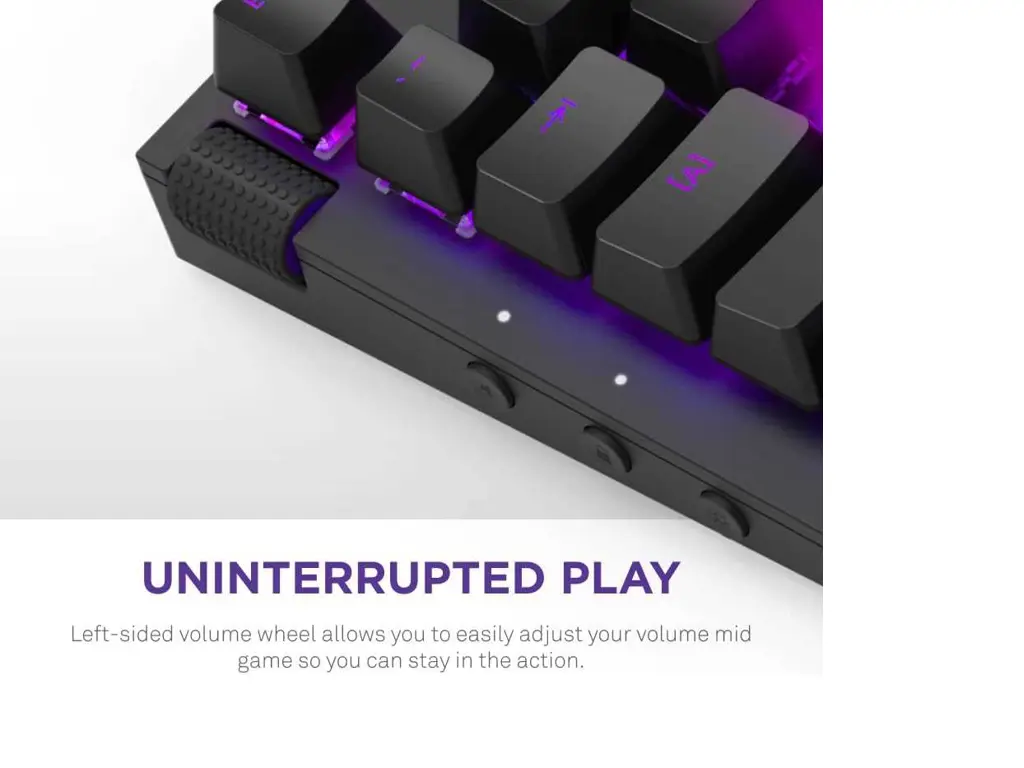 UNINTERRUPTED PLAY
Left-sided volume wheel allows you to easily adjust your volume mid
game so you can stay in the action.